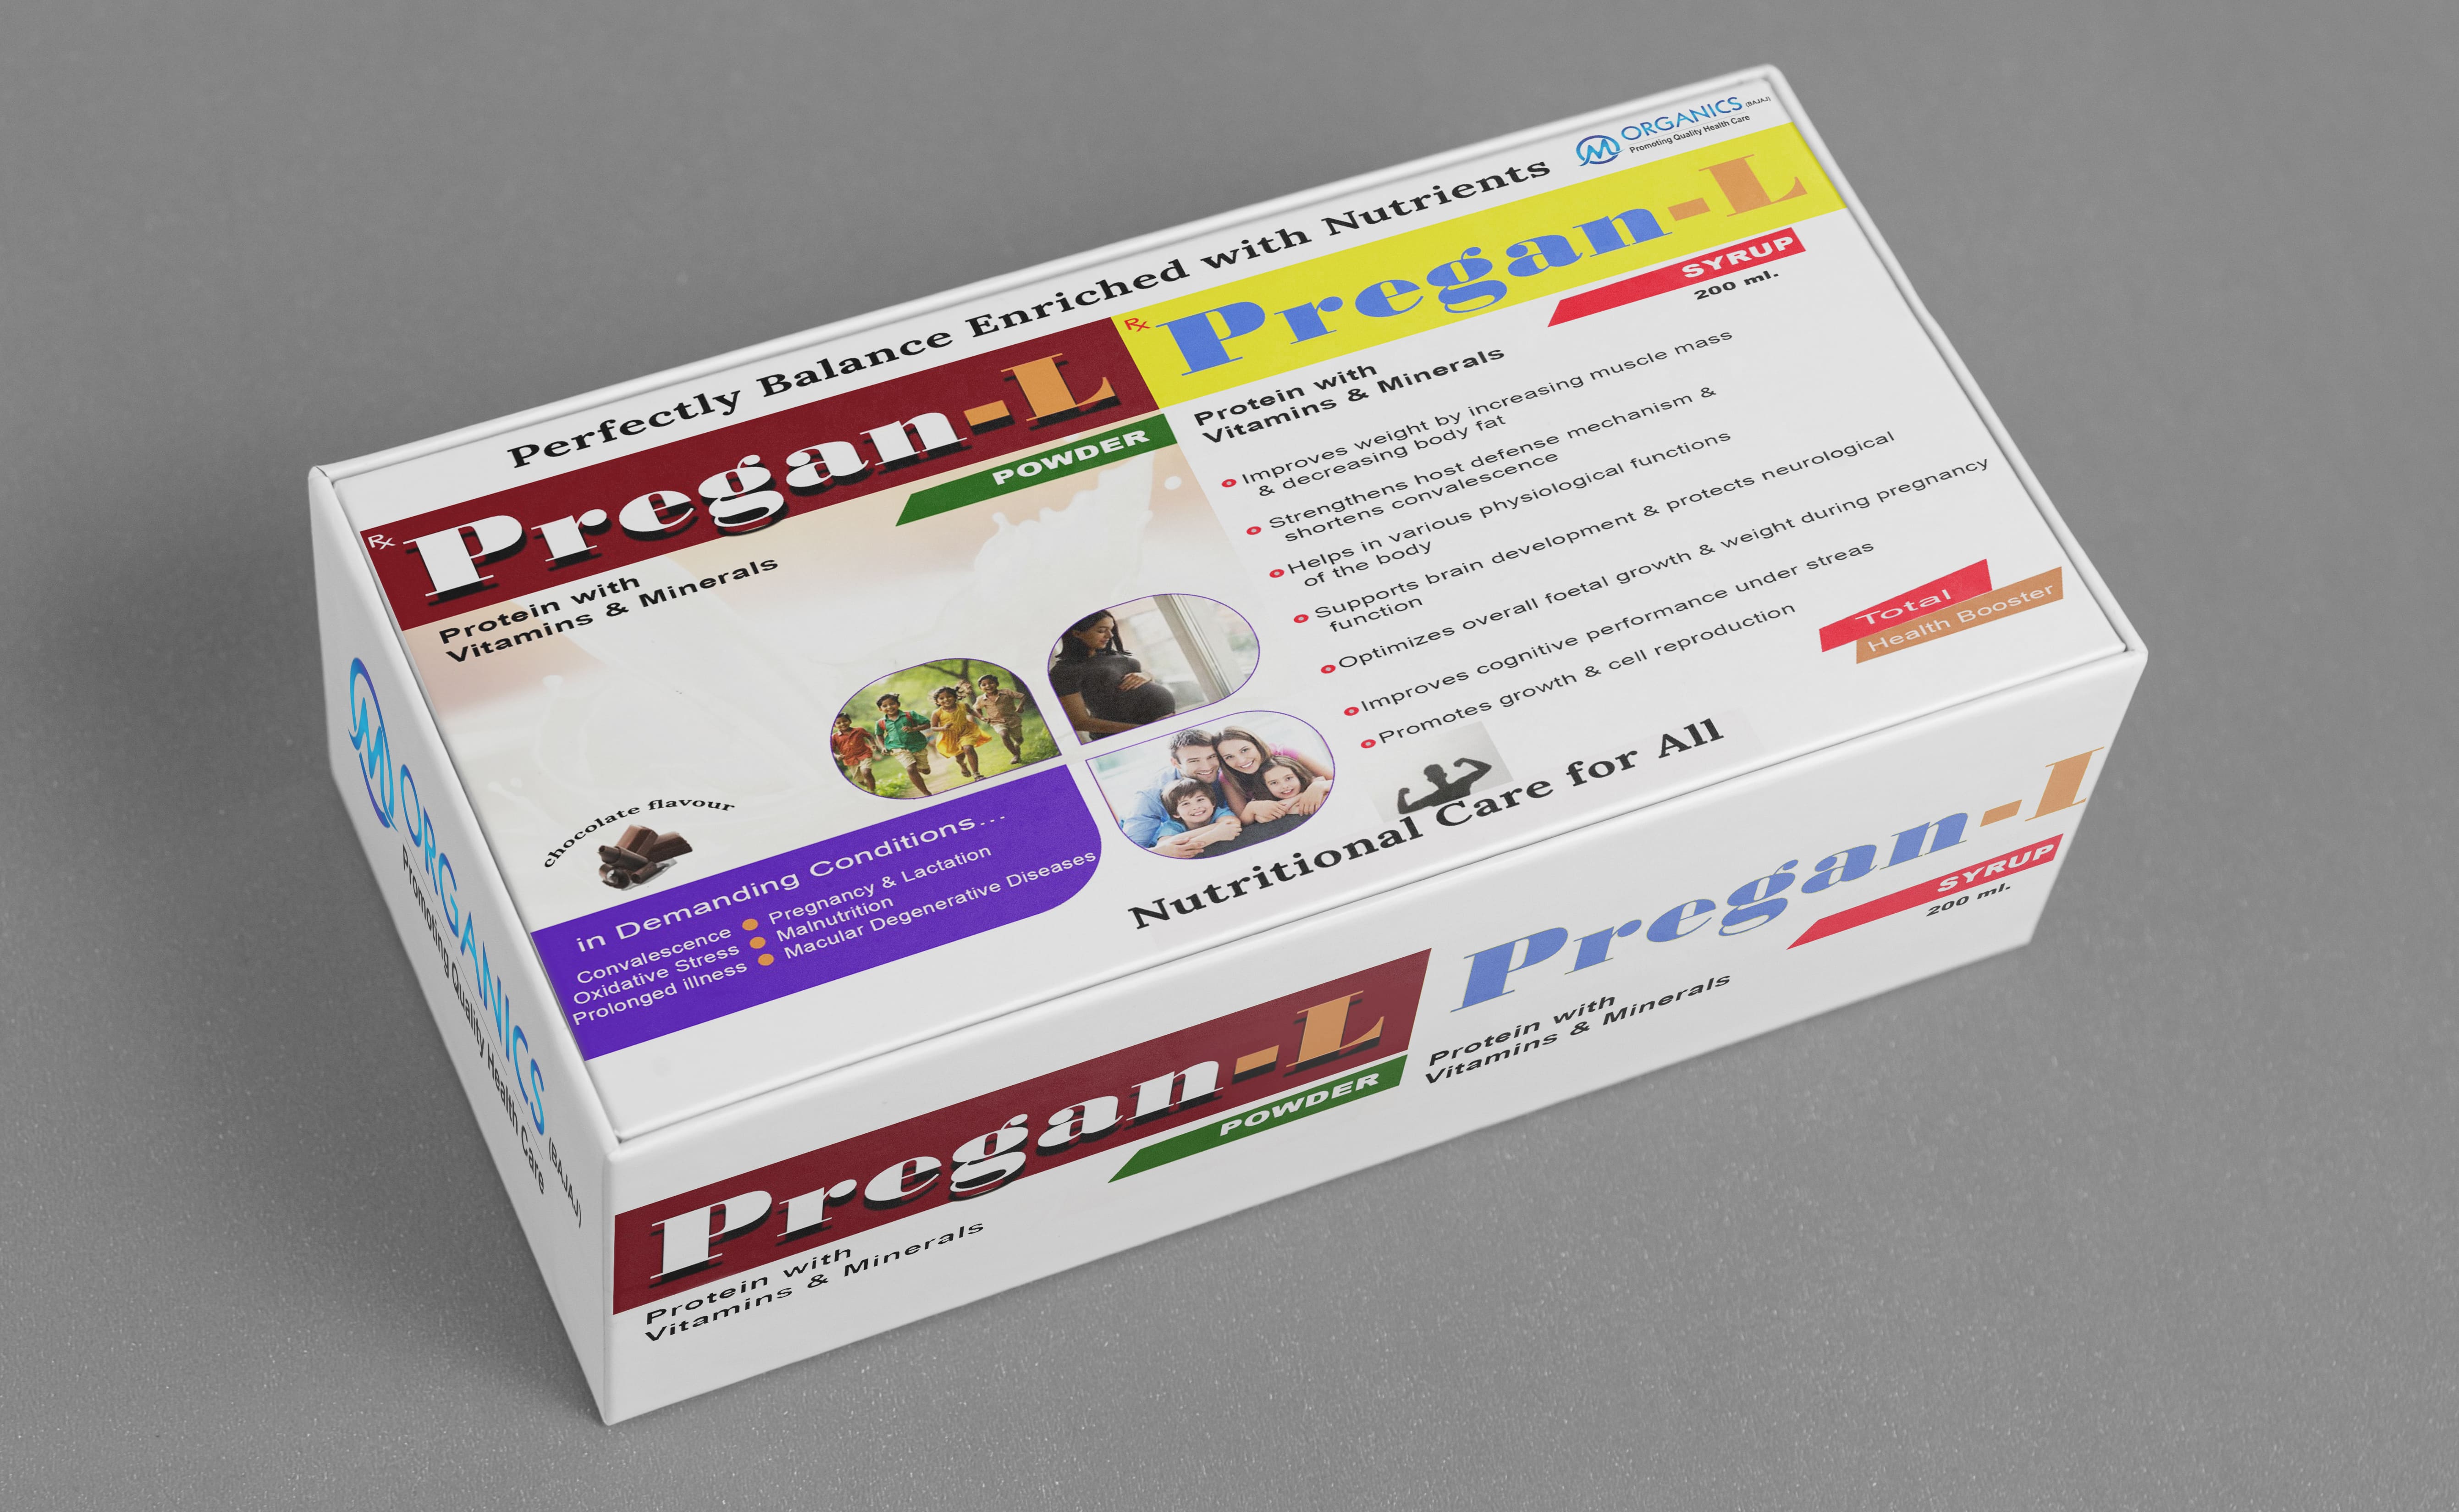 Perfectly Balance Enriched with Nutrients
ORGANICS (BAJAJ)
Promoting Quality Health Care
Rx Pregan-L
POWDER
Protein with
Vitamins & Minerals
chocolate flavour
in Demanding Conditions...
Convalescence Pregnancy & Lactation
Oxidative Stress Malnutrition
Prolonged illness Macular Degenerative Diseases
Rx Pregan-L
SYRUP
200 ml.
Protein with
Vitamins & Minerals
Improves weight by increasing muscle mass
& decreasing body fat
Strengthens host defense mechanism &
shortens convalescence
Helps in various physiological functions
of the body
Supports brain development & protects neurological
function
Optimizes overall foetal growth & weight during pregnancy
Improves cognitive performance under streas
Promotes growth & cell reproduction
Total
Health Booster
Nutritional Care for All
ORGANICS (BAJAJ)
Promoting Quality Health Care
Pregan-L
POWDER
Protein with
Vitamins & Minerals
Pregan-L
SYRUP
200 ml.
Protein with
Vitamins & Minerals